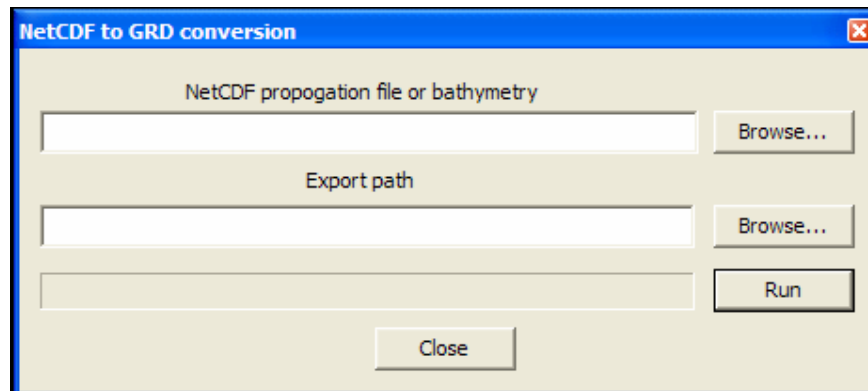 NetCDF to GRD conversion
NetCDF propogation file or bathymetry
Browse...
Export path
Browse...
Run
Close